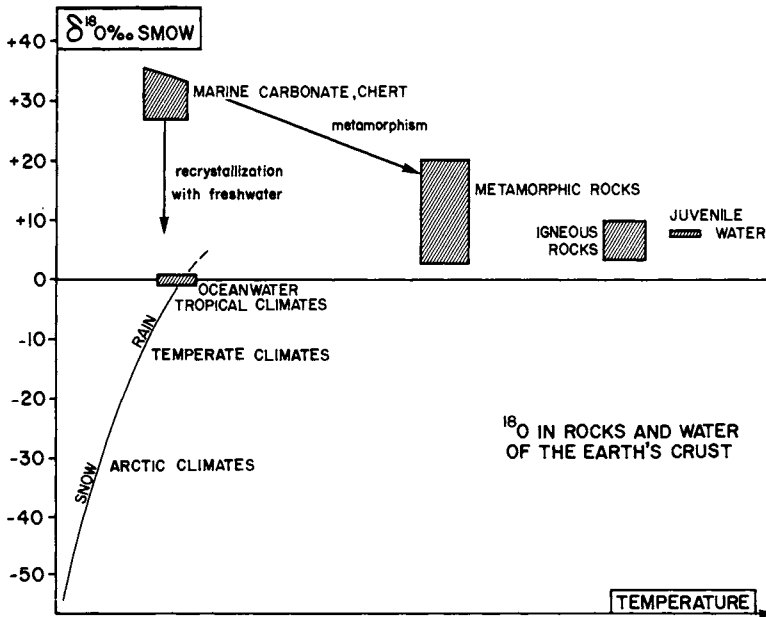 δ¹⁸O‰ SMOW
+40
+30
+20
+10
0
-10
-20
-30
-40
-50
MARINE CARBONATE, CHERT
metamorphism
recrystallization
with freshwater
METAMORPHIC ROCKS
IGNEOUS
ROCKS
JUVENILE
WATER
OCEANWATER
TROPICAL CLIMATES
RAIN
TEMPERATE CLIMATES
SNOW
ARCTIC CLIMATES
¹⁸O IN ROCKS AND WATER
OF THE EARTH'S CRUST
TEMPERATURE